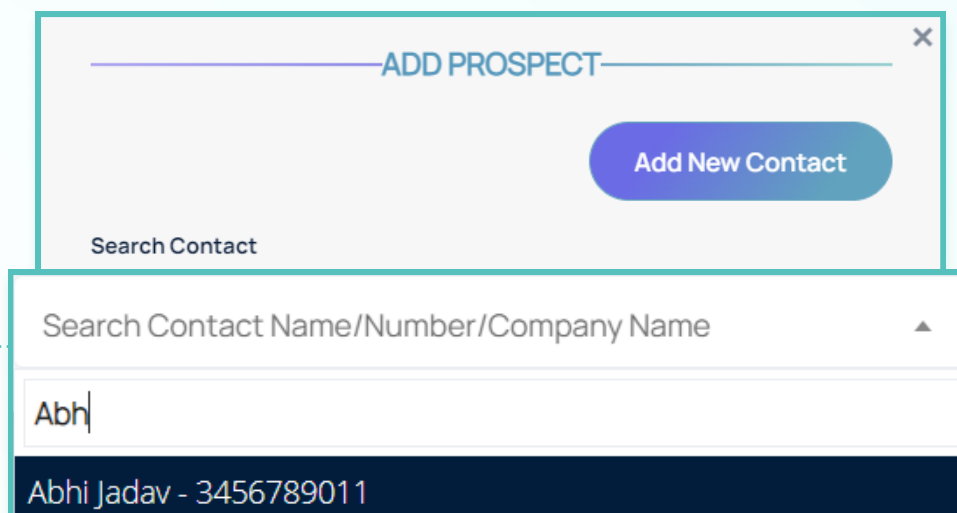 ADD PROSPECT
Add New Contact
Search Contact
Search Contact Name/Number/Company Name
Abh
Abhi Jadav - 3456789011